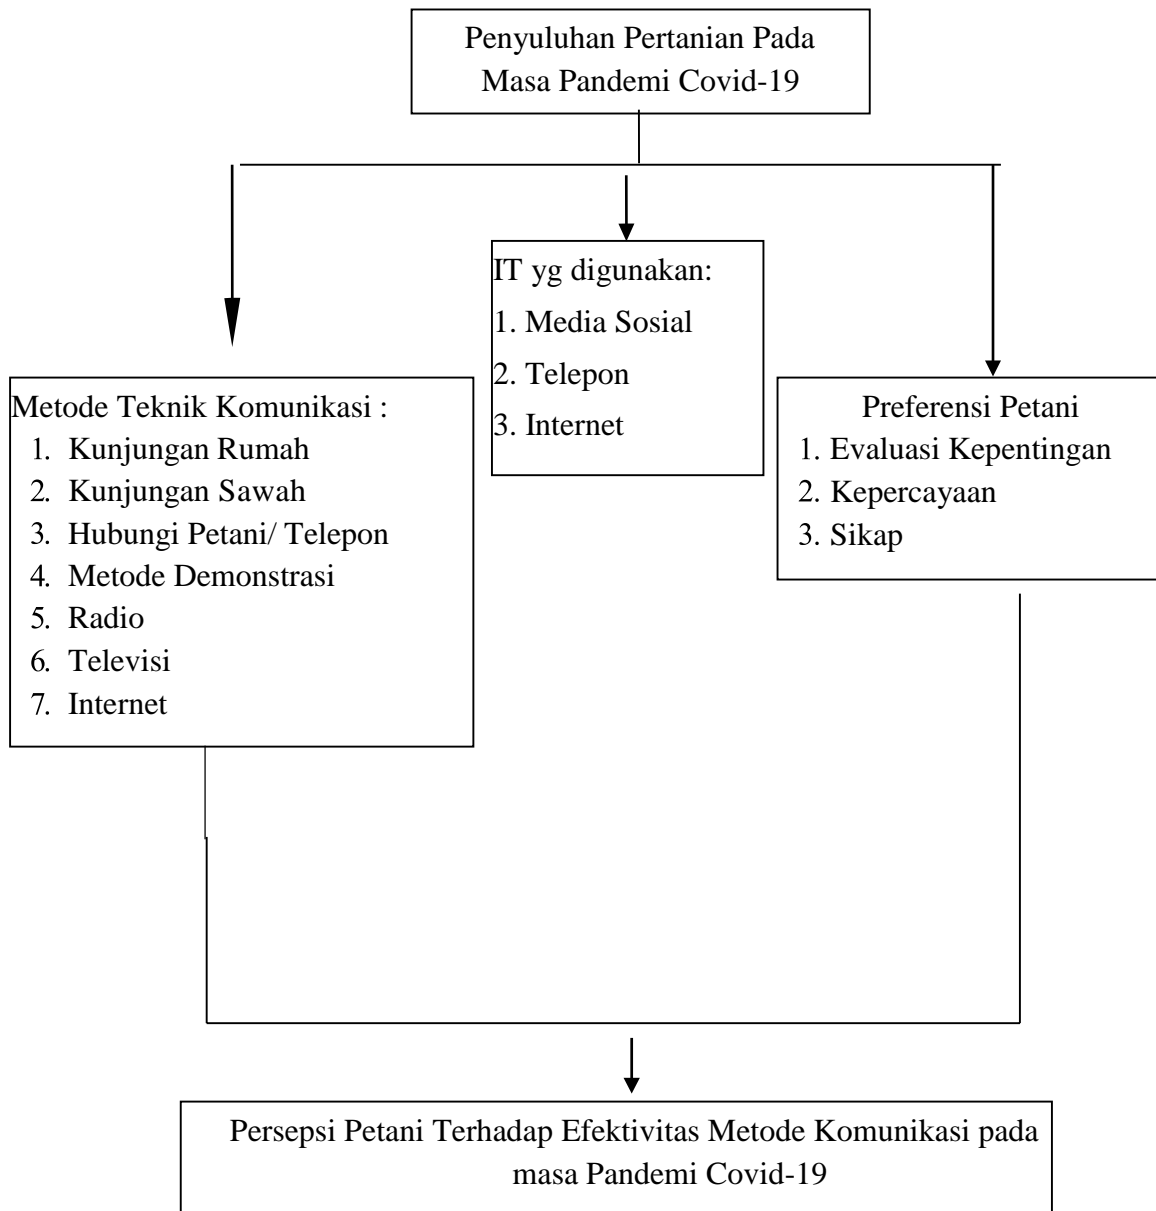 Penyuluhan Pertanian Pada
Masa Pandemi Covid-19
IT yg digunakan:
1. Media Sosial
2. Telepon
3. Internet
Metode Teknik Komunikasi :
1. Kunjungan Rumah
2. Kunjungan Sawah
3. Hubungi Petani/ Telepon
4. Metode Demonstrasi
5. Radio
6. Televisi
7. Internet
Preferensi Petani
1. Evaluasi Kepentingan
2. Kepercayaan
3. Sikap
Persepsi Petani Terhadap Efektivitas Metode Komunikasi pada
masa Pandemi Covid-19